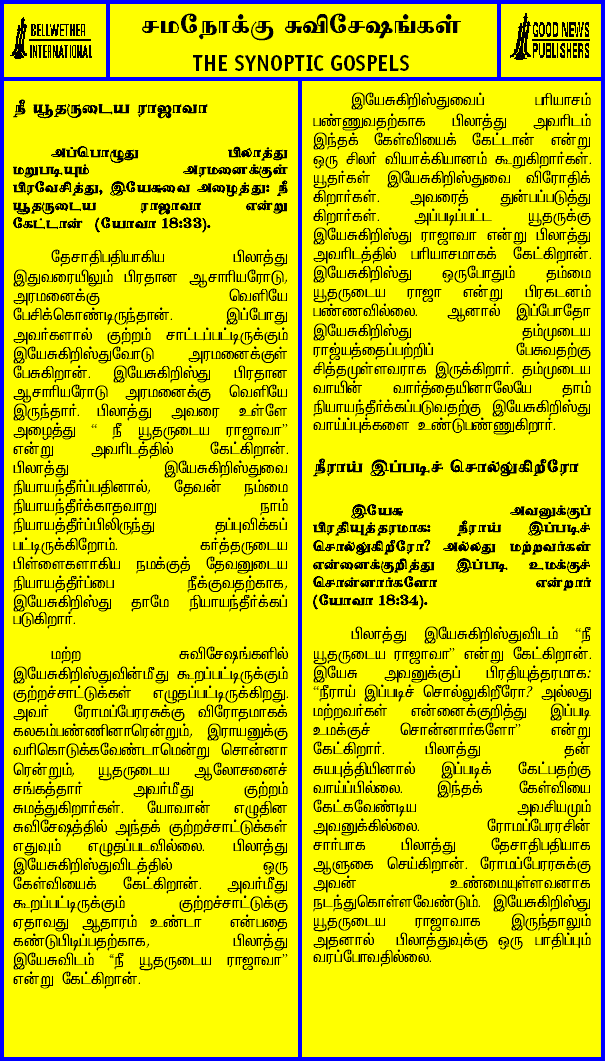 BELLWETHER
INTERNATIONAL
சமநோக்கு சுவிசேஷங்கள்
THE SYNOPTIC GOSPELS
GOOD NEWS
PUBLISHERS
நீ யூதருடைய ராஜாவா
அப்பொழுது பிலாத்து
மறுபடியும் அரமனைக்குள்
பிரவேசித்து, இயேசுவை அழைத்து: நீ
யூதருடைய ராஜாவா என்று
கேட்டான் (யோவா 18:33).
தேசாதிபதியாகிய பிலாத்து
இதுவரையிலும் பிரதான ஆசாரியரோடு,
அரமனைக்கு வெளியே
பேசிக்கொண்டிருந்தான். இப்போது
அவர்களால் குற்றம் சாட்டப்பட்டிருக்கும்
இயேசுகிறிஸ்துவோடு அரமனைக்குள்
பேசுகிறான். இயேசுகிறிஸ்து பிரதான
ஆசாரியரோடு அரமனைக்கு வெளியே
இருந்தார். பிலாத்து அவரை உள்ளே
அழைத்து “ நீ யூதருடைய ராஜாவா”
என்று அவரிடத்தில் கேட்கிறான்.
பிலாத்து இயேசுகிறிஸ்துவை
நியாயந்தீர்ப்பதினால், தேவன் நம்மை
நியாயந்தீர்க்காதவாறு நாம்
நியாயத்தீர்ப்பிலிருந்து தப்புவிக்கப்
பட்டிருக்கிறோம். கர்த்தருடைய
பிள்ளைகளாகிய நமக்குத் தேவனுடைய
நியாயத்தீர்ப்பை நீக்குவதற்காக,
இயேசுகிறிஸ்து தாமே நியாயந்தீர்க்கப்
படுகிறார்.
மற்ற சுவிசேஷங்களில்
இயேசுகிறிஸ்துவின்மீது கூறப்பட்டிருக்கும்
குற்றச்சாட்டுக்கள் எழுதப்பட்டிருக்கிறது.
அவர் ரோமப்பேரரசுக்கு விரோதமாகக்
கலகம்பண்ணினாரென்றும், இராயனுக்கு
வரிகொடுக்கவேண்டாமென்று சொன்னா
ரென்றும், யூதருடைய ஆலோசனைச்
சங்கத்தார் அவர்மீது குற்றம்
சுமத்துகிறார்கள். யோவான் எழுதின
சுவிசேஷத்தில் அந்தக் குற்றச்சாட்டுக்கள்
எதுவும் எழுதப்படவில்லை. பிலாத்து
இயேசுகிறிஸ்துவிடத்தில் ஒரு
கேள்வியைக் கேட்கிறான். அவர்மீது
கூறப்பட்டிருக்கும் குற்றச்சாட்டுக்கு
ஏதாவது ஆதாரம் உண்டா என்பதை
கண்டுபிடிப்பதற்காக, பிலாத்து
இயேசுவிடம் “நீ யூதருடைய ராஜாவா”
என்று கேட்கிறான்.
இயேசுகிறிஸ்துவைப் பரியாசம்
பண்ணுவதற்காக பிலாத்து அவரிடம்
இந்தக் கேள்வியைக் கேட்டான் என்று
ஒரு சிலர் வியாக்கியானம் கூறுகிறார்கள்.
யூதர்கள் இயேசுகிறிஸ்துவை விரோதிக்
கிறார்கள். அவரைத் துன்பப்படுத்து
கிறார்கள். அப்படிப்பட்ட யூதருக்கு
இயேசுகிறிஸ்து ராஜாவா என்று பிலாத்து
அவரிடத்தில் பரியாசமாகக் கேட்கிறான்.
இயேசுகிறிஸ்து ஒருபோதும் தம்மை
யூதருடைய ராஜா என்று பிரகடனம்
பண்ணவில்லை. ஆனால் இப்போதோ
இயேசுகிறிஸ்து தம்முடைய
ராஜ்யத்தைப்பற்றிப் பேசுவதற்கு
சித்தமுள்ளவராக இருக்கிறார். தம்முடைய
வாயின் வார்த்தையினாலேயே தாம்
நியாயந்தீர்க்கப்படுவதற்கு இயேசுகிறிஸ்து
வாய்ப்புக்களை உண்டுபண்ணுகிறார்.
நீராய் இப்படிச் சொல்லுகிறீரோ
இயேசு அவனுக்குப்
பிரதியுத்தரமாக: நீராய் இப்படிச்
சொல்லுகிறீரோ? அல்லது மற்றவர்கள்
என்னைக்குறித்து இப்படி உமக்குச்
சொன்னார்களோ என்றார்
(யோவா 18:34).
பிலாத்து இயேசுகிறிஸ்துவிடம் “நீ
யூதருடைய ராஜாவா” என்று கேட்கிறான்.
இயேசு அவனுக்குப் பிரதியுத்தரமாக:
“நீராய் இப்படிச் சொல்லுகிறீரோ? அல்லது
மற்றவர்கள் என்னைக்குறித்து இப்படி
உமக்குச் சொன்னார்களோ” என்று
கேட்கிறார். பிலாத்து தன்
சுயபுத்தியினால் இப்படிக் கேட்பதற்கு
வாய்ப்பில்லை. இந்தக் கேள்வியை
கேட்கவேண்டிய அவசியமும்
அவனுக்கில்லை. ரோமப்பேரரசின்
சார்பாக பிலாத்து தேசாதிபதியாக
ஆளுகை செய்கிறான். ரோமப்பேரரசுக்கு
அவன் உண்மையுள்ளவனாக
நடந்துகொள்ளவேண்டும். இயேசுகிறிஸ்து
யூதருடைய ராஜாவாக இருந்தாலும்
அதனால் பிலாத்துவுக்கு ஒரு பாதிப்பும்
வரப்போவதில்லை.